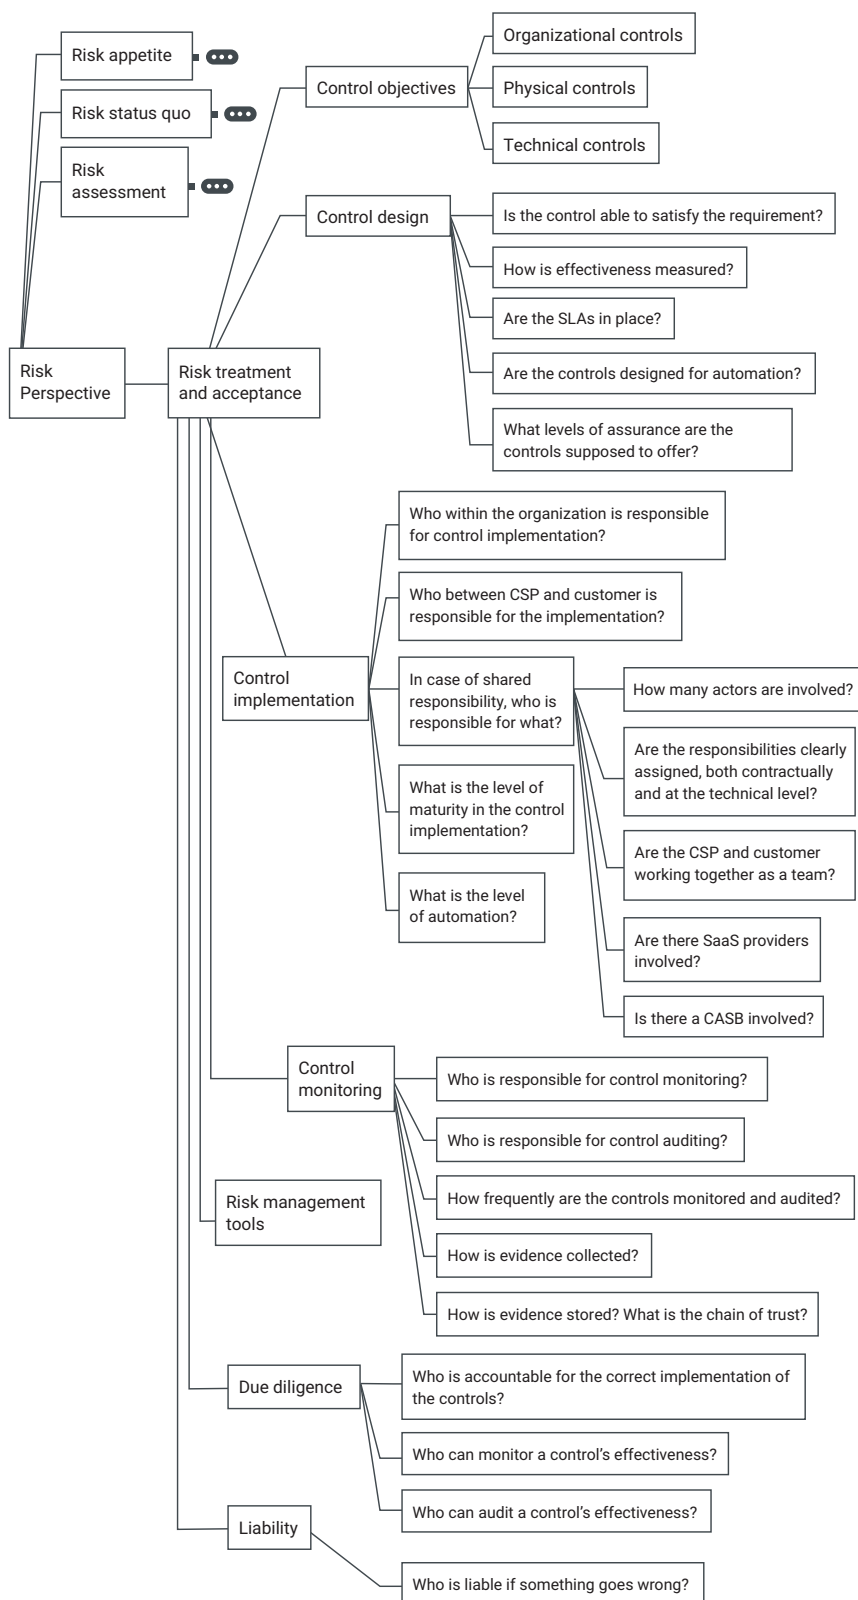 Risk appetite
Risk status quo
Risk
assessment
Risk
Perspective
Risk treatment
and acceptance
Control objectives
Organizational controls
Physical controls
Technical controls
Control design
Is the control able to satisfy the requirement?
How is effectiveness measured?
Are the SLAs in place?
Are the controls designed for automation?
What levels of assurance are the
controls supposed to offer?
Control
implementation
Who within the organization is responsible
for control implementation?
Who between CSP and customer is
responsible for the implementation?
In case of shared
responsibility, who is
responsible for what?
How many actors are involved?
Are the responsibilities clearly
assigned, both contractually
and at the technical level?
Are the CSP and customer
working together as a team?
Are there SaaS providers
involved?
Is there a CASB involved?
What is the level of
maturity in the control
implementation?
What is the level
of automation?
Control
monitoring
Who is responsible for control monitoring?
Who is responsible for control auditing?
How frequently are the controls monitored and audited?
How is evidence collected?
How is evidence stored? What is the chain of trust?
Risk management
tools
Due diligence
Who is accountable for the correct implementation of
the controls?
Who can monitor a control’s effectiveness?
Who can audit a control’s effectiveness?
Liability
Who is liable if something goes wrong?